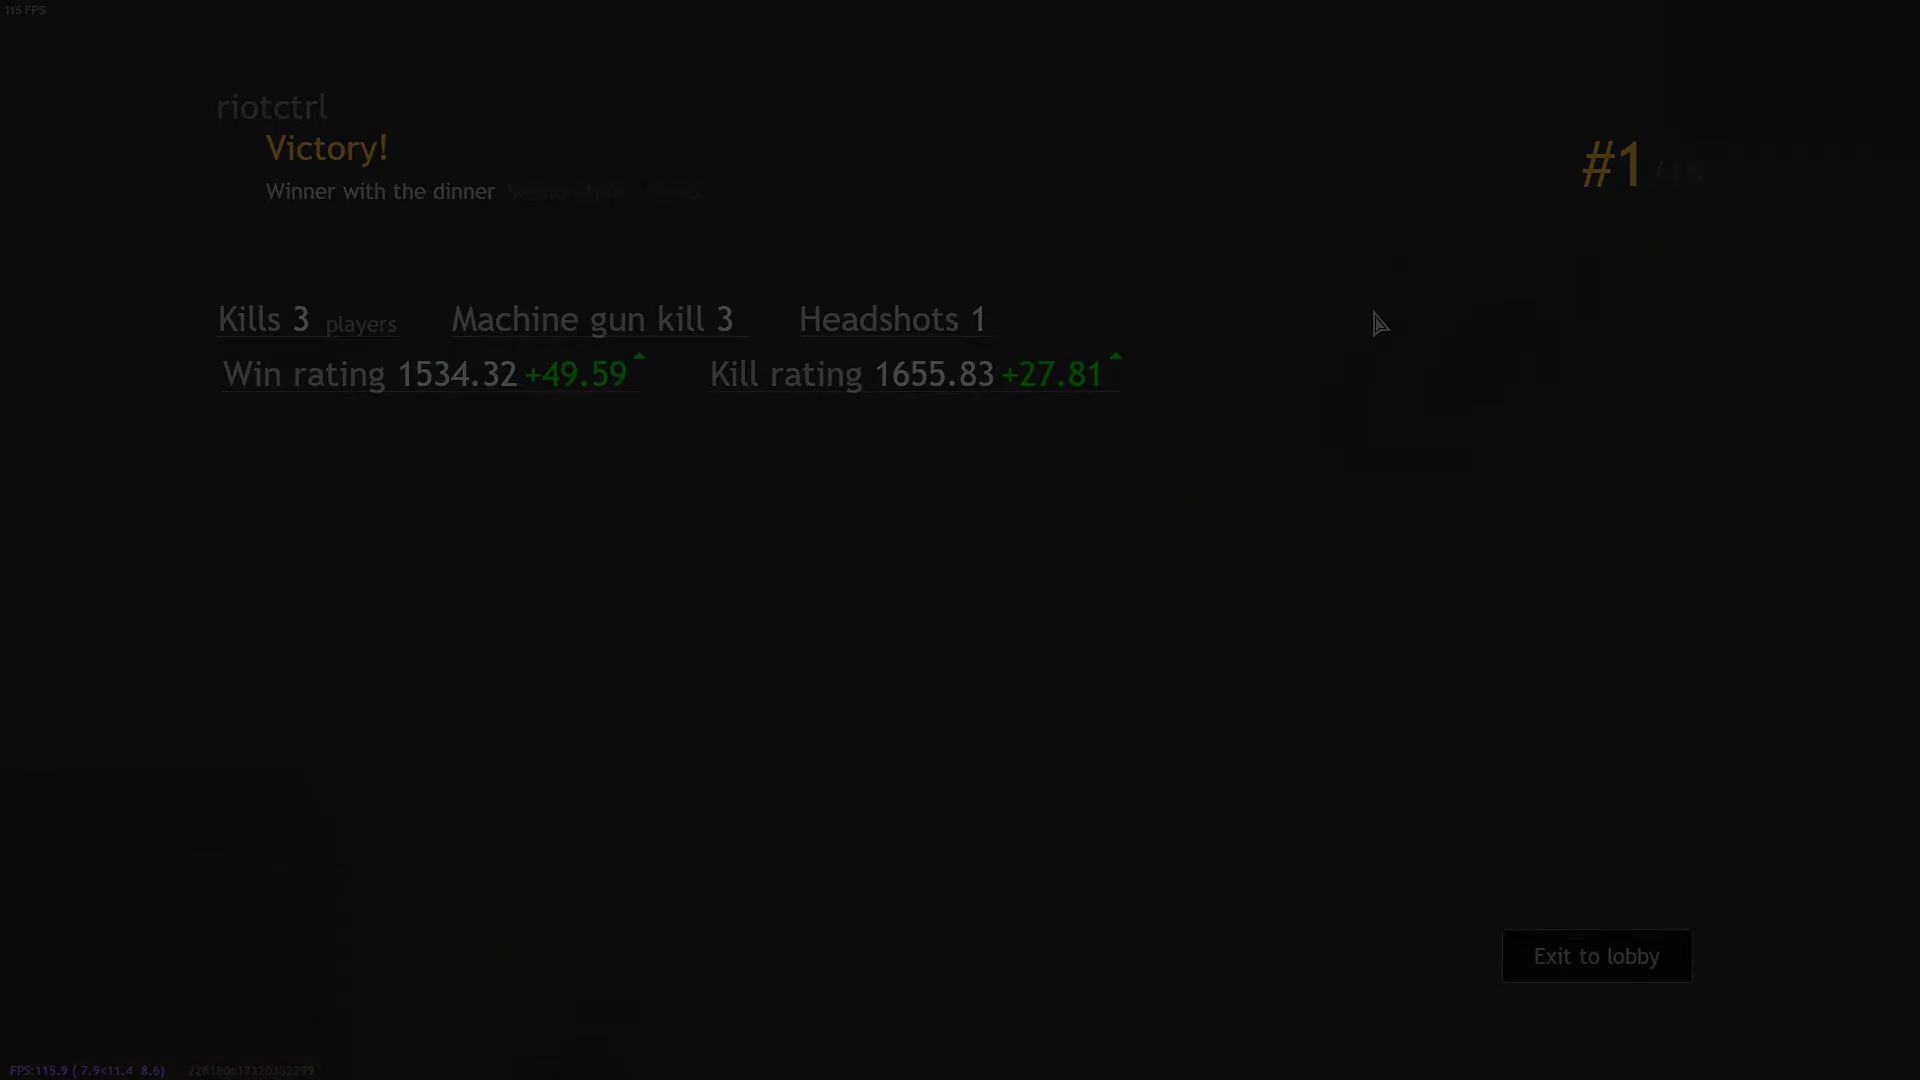 115 FPS
riotctrl
Victory!
#1 /
Winner with the dinner
Kills 3 players Machine gun kill 3 Headshots 1
Win rating 1534.32 +49.59 Kill rating 1655.83 +27.81
Exit to lobby
FPS:115.9 ( 7.9<11.4 8.6)